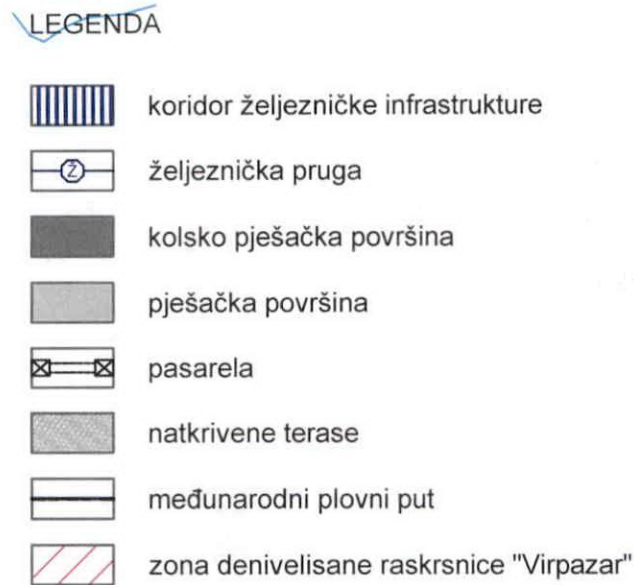 LEGENDA
koridor željezničke infrastrukture
Ž željeznička pruga
kolsko pješačka površina
pješačka površina
pasarela
natkrivene terase
međunarodni plovni put
zona denivelisane raskrsnice "Virpazar"